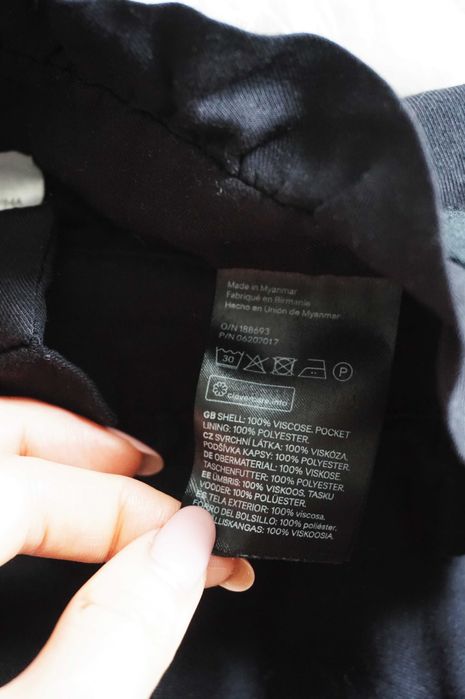 Made in Myanmar
Fabriqué en Birmanie
Hecho en Unión de Myanmar
O/N 188693
P/N 06202017
30
P
clevercare.info
GB SHELL: 100% VISCOSE. POCKET
LINING: 100% POLYESTER.
CZ SVRCHNÍ LÁTKA: 100% VISKÓZA.
PODŠÍVKA KAPSY: 100% POLYESTER.
DE OBERMATERIAL: 100% VISKOSE.
TASCHENFUTTER: 100% POLYESTER.
EE ÜMBRIS: 100% VISKOOS. TASKU
VOODER: 100% POLÜESTER.
ES TELA EXTERIOR: 100% viscosa.
FORRO DEL BOLSILLO: 100% poliéster.
100% VISKOOSIA.